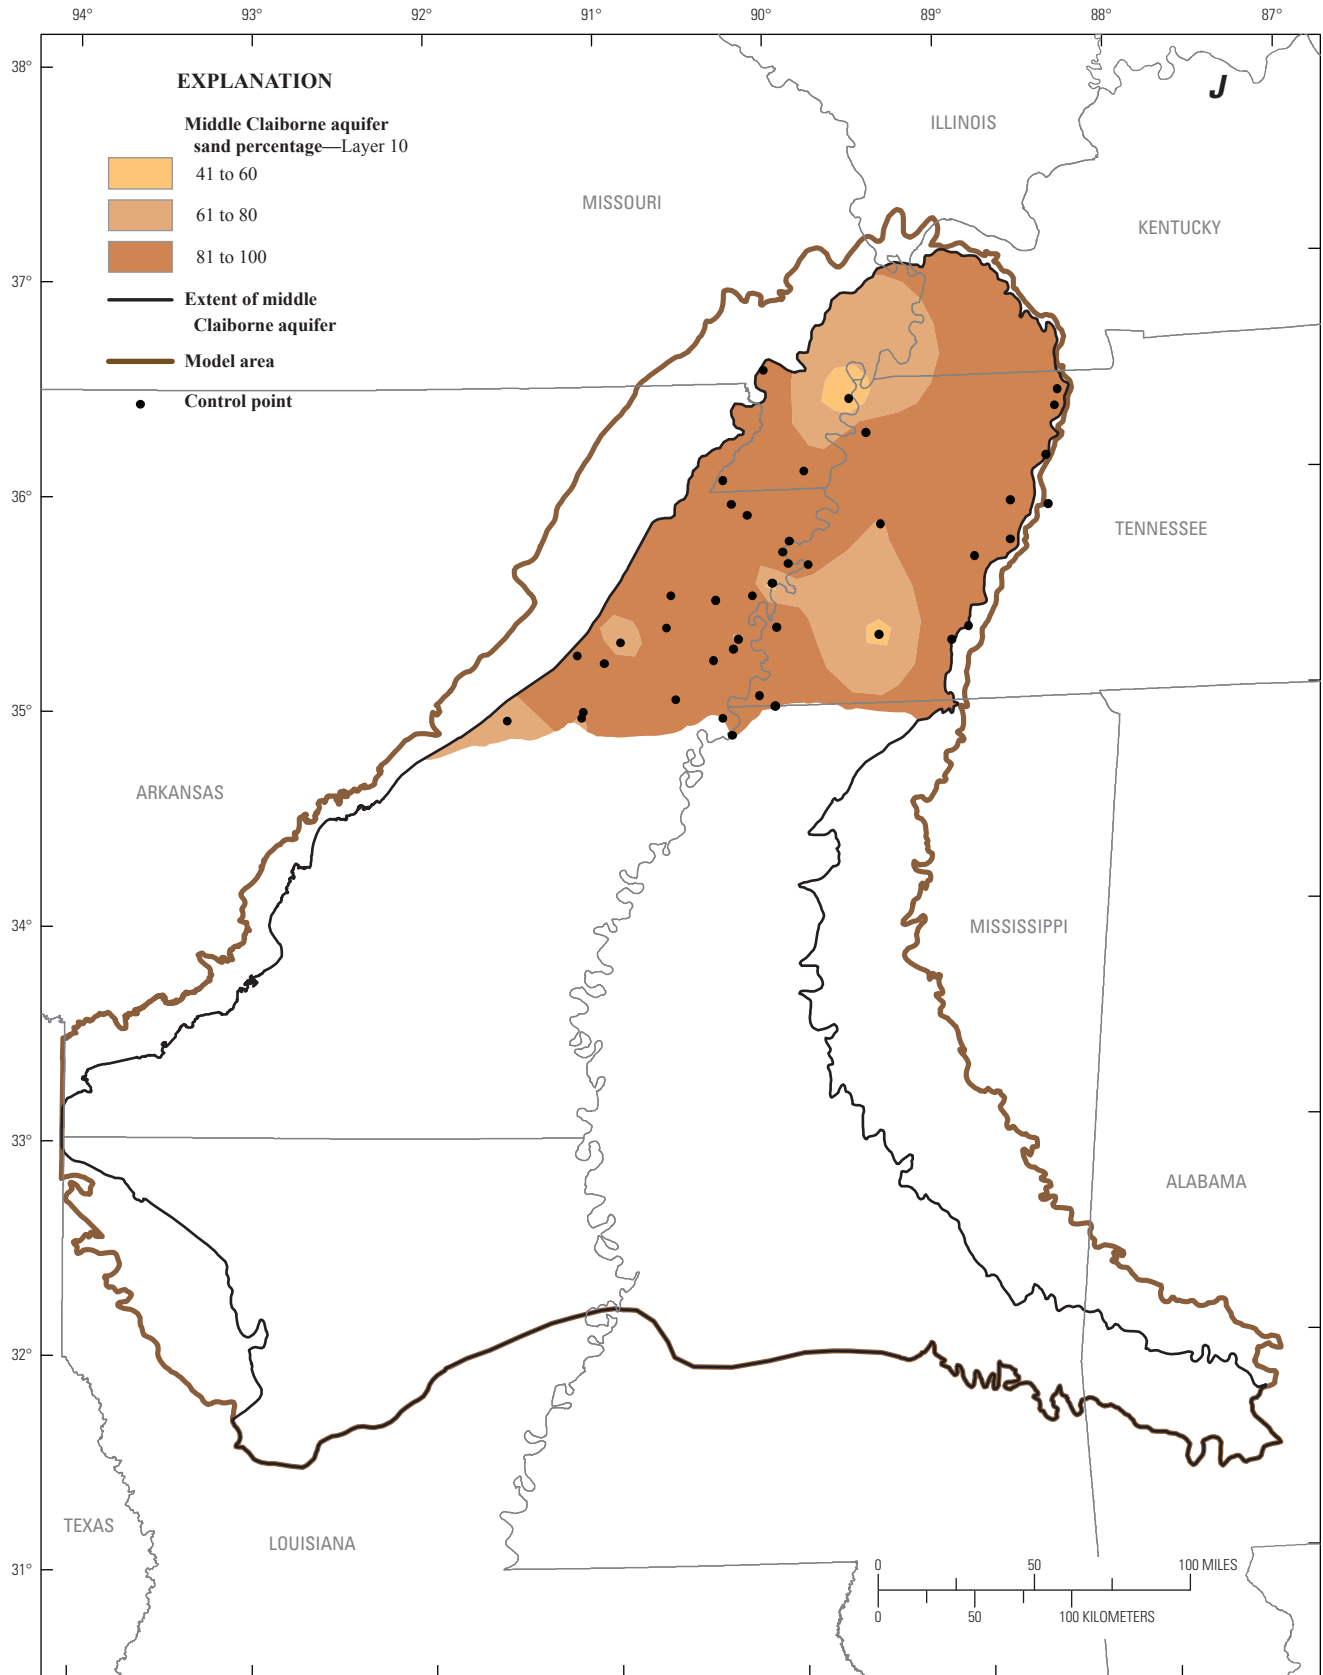 94° 93° 92° 91° 90° 89° 88° 87°
38°
EXPLANATION
Middle Claiborne aquifer
sand percentage—Layer 10
41 to 60
61 to 80
81 to 100
Extent of middle
Claiborne aquifer
Model area
Control point
J
ILLINOIS
MISSOURI
KENTUCKY
37°
36°
TENNESSEE
35°
ARKANSAS
34°
MISSISSIPPI
33°
ALABAMA
32°
TEXAS
LOUISIANA
31°
0 50 100 MILES
0 50 100 KILOMETERS